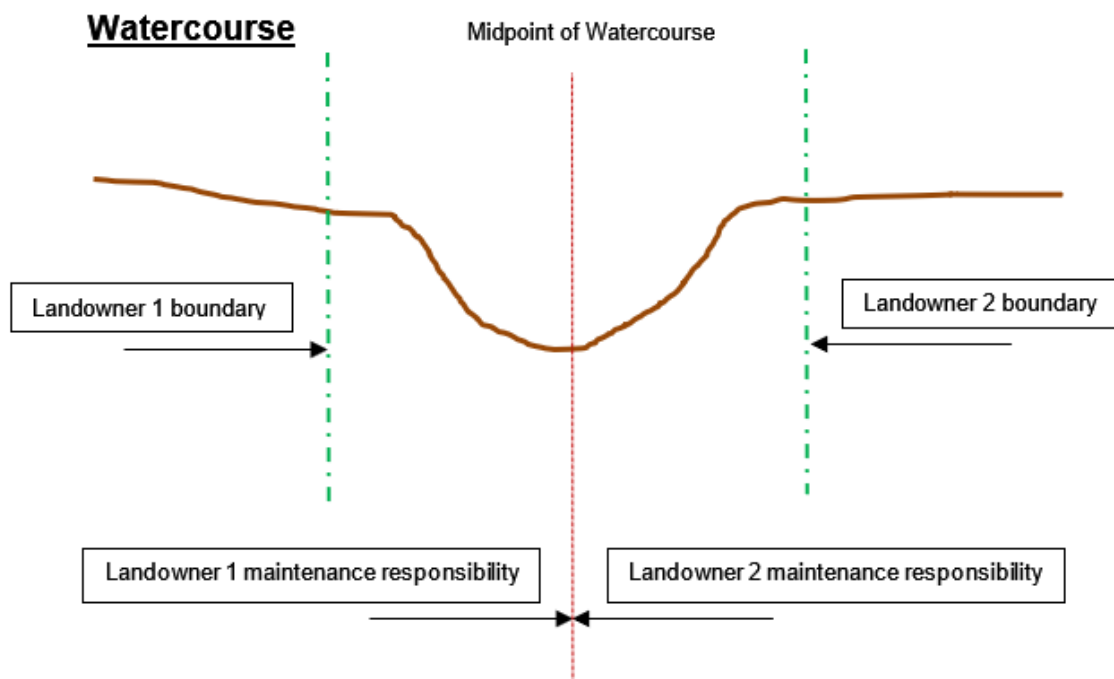 Watercourse
Midpoint of Watercourse
Landowner 1 boundary
Landowner 2 boundary
Landowner 1 maintenance responsibility
Landowner 2 maintenance responsibility